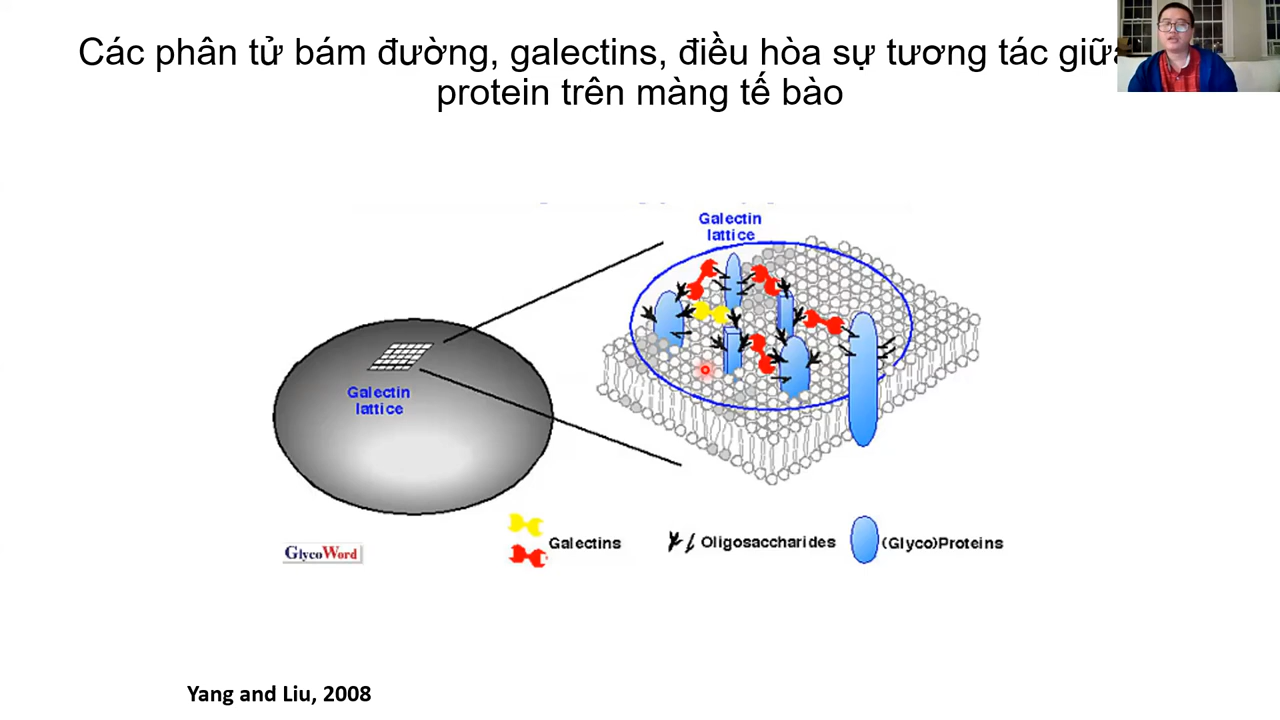 Các phân tử bám đường, galectins, điều hòa sự tương tác giữa
protein trên màng tế bào
Galectin
lattice
Galectin
lattice
Galectins
Oligosaccharides
(Glyco)Proteins
GlycoWord
Yang and Liu, 2008